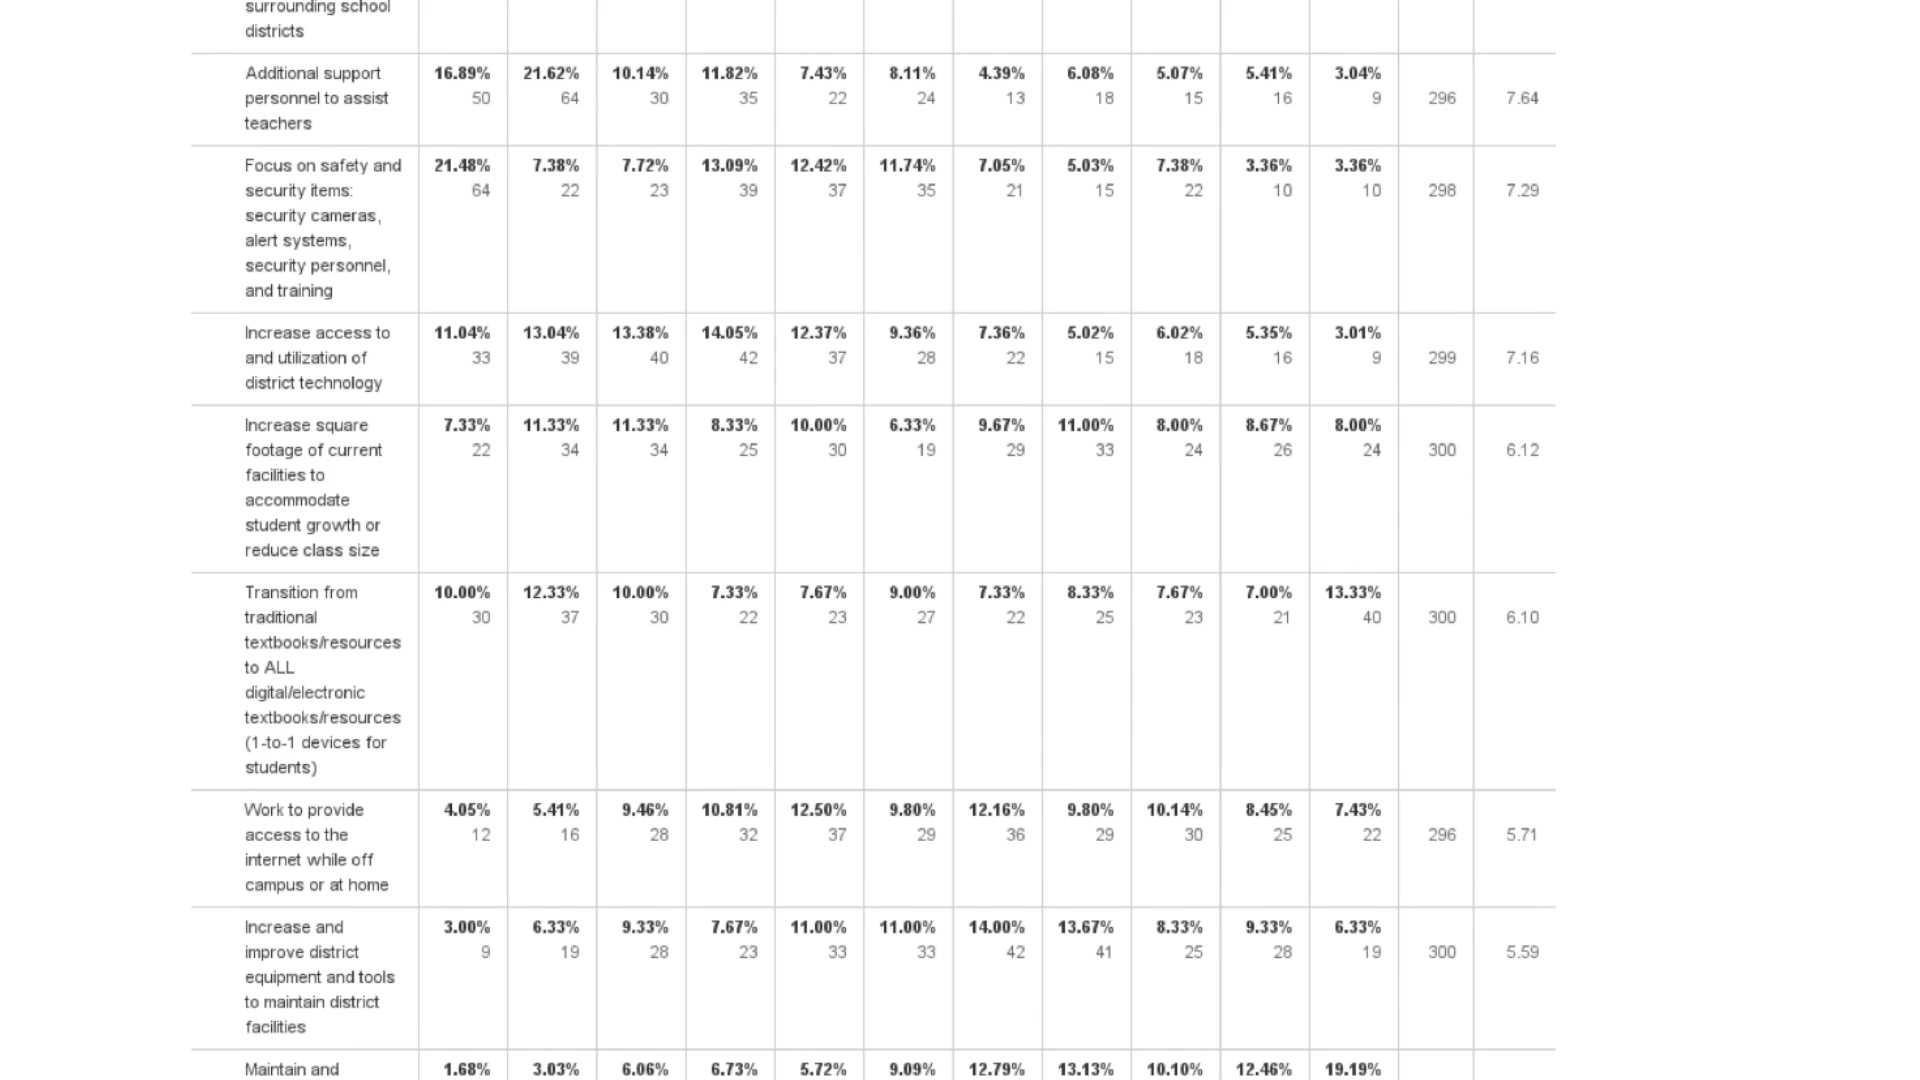 surrounding school
districts
Additional support 16.89% 21.62% 10.14% 11.82% 7.43% 8.11% 4.39% 6.08% 5.07% 5.41% 3.04%
personnel to assist 50 64 30 35 22 24 13 18 15 16 9 296 7.64
teachers
Focus on safety and 21.48% 7.38% 7.72% 13.09% 12.42% 11.74% 7.05% 5.03% 7.38% 3.36% 3.36%
security items: 64 22 23 39 37 35 21 15 22 10 10 298 7.29
security cameras,
alert systems,
security personnel,
and training
Increase access to 11.04% 13.04% 13.38% 14.05% 12.37% 9.36% 7.36% 5.02% 6.02% 5.35% 3.01%
and utilization of 33 39 40 42 37 28 22 15 18 16 9 299 7.16
district technology
Increase square 7.33% 11.33% 11.33% 8.33% 10.00% 6.33% 9.67% 11.00% 8.00% 8.67% 8.00%
footage of current 22 34 34 25 30 19 29 33 24 26 24 300 6.12
facilities to
accommodate
student growth or
reduce class size
Transition from 10.00% 12.33% 10.00% 7.33% 7.67% 9.00% 7.33% 8.33% 7.67% 7.00% 13.33%
traditional 30 37 30 22 23 27 22 25 23 21 40 300 6.10
textbooks/resources
to ALL
digital/electronic
textbooks/resources
(1-to-1 devices for
students)
Work to provide 4.05% 5.41% 9.46% 10.81% 12.50% 9.80% 12.16% 9.80% 10.14% 8.45% 7.43%
access to the 12 16 28 32 37 29 36 29 30 25 22 296 5.71
internet while off
campus or at home
Increase and 3.00% 6.33% 9.33% 7.67% 11.00% 11.00% 14.00% 13.67% 8.33% 9.33% 6.33%
improve district 9 19 28 23 33 33 42 41 25 28 19 300 5.59
equipment and tools
to maintain district
facilities
Maintain and 1.68% 3.03% 6.06% 6.73% 5.72% 9.09% 12.79% 13.13% 10.10% 12.46% 19.19%